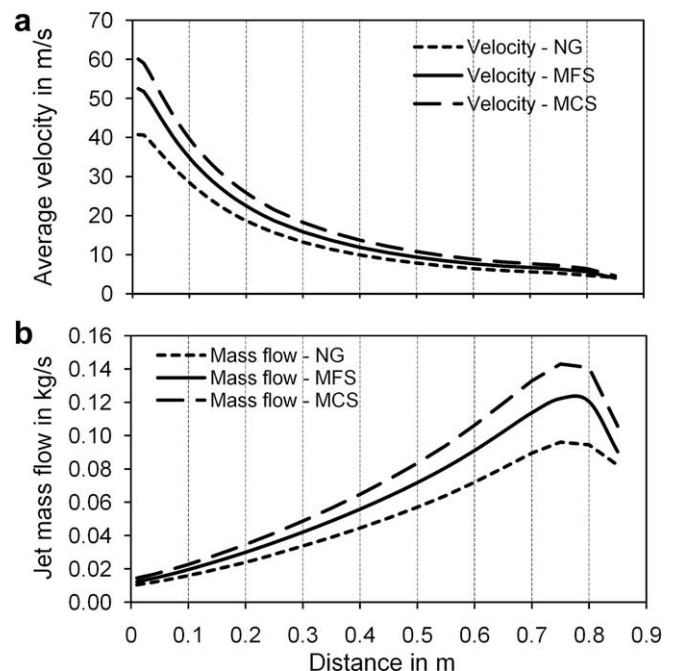 a
Average velocity in m/s
70
60
50
40
30
20
10
0
Velocity - NG
Velocity - MFS
Velocity - MCS
b
Jet mass flow in kg/s
0.16
0.14
0.12
0.10
0.08
0.06
0.04
0.02
0.00
Mass flow - NG
Mass flow - MFS
Mass flow - MCS
0 0.1 0.2 0.3 0.4 0.5 0.6 0.7 0.8 0.9
Distance in m